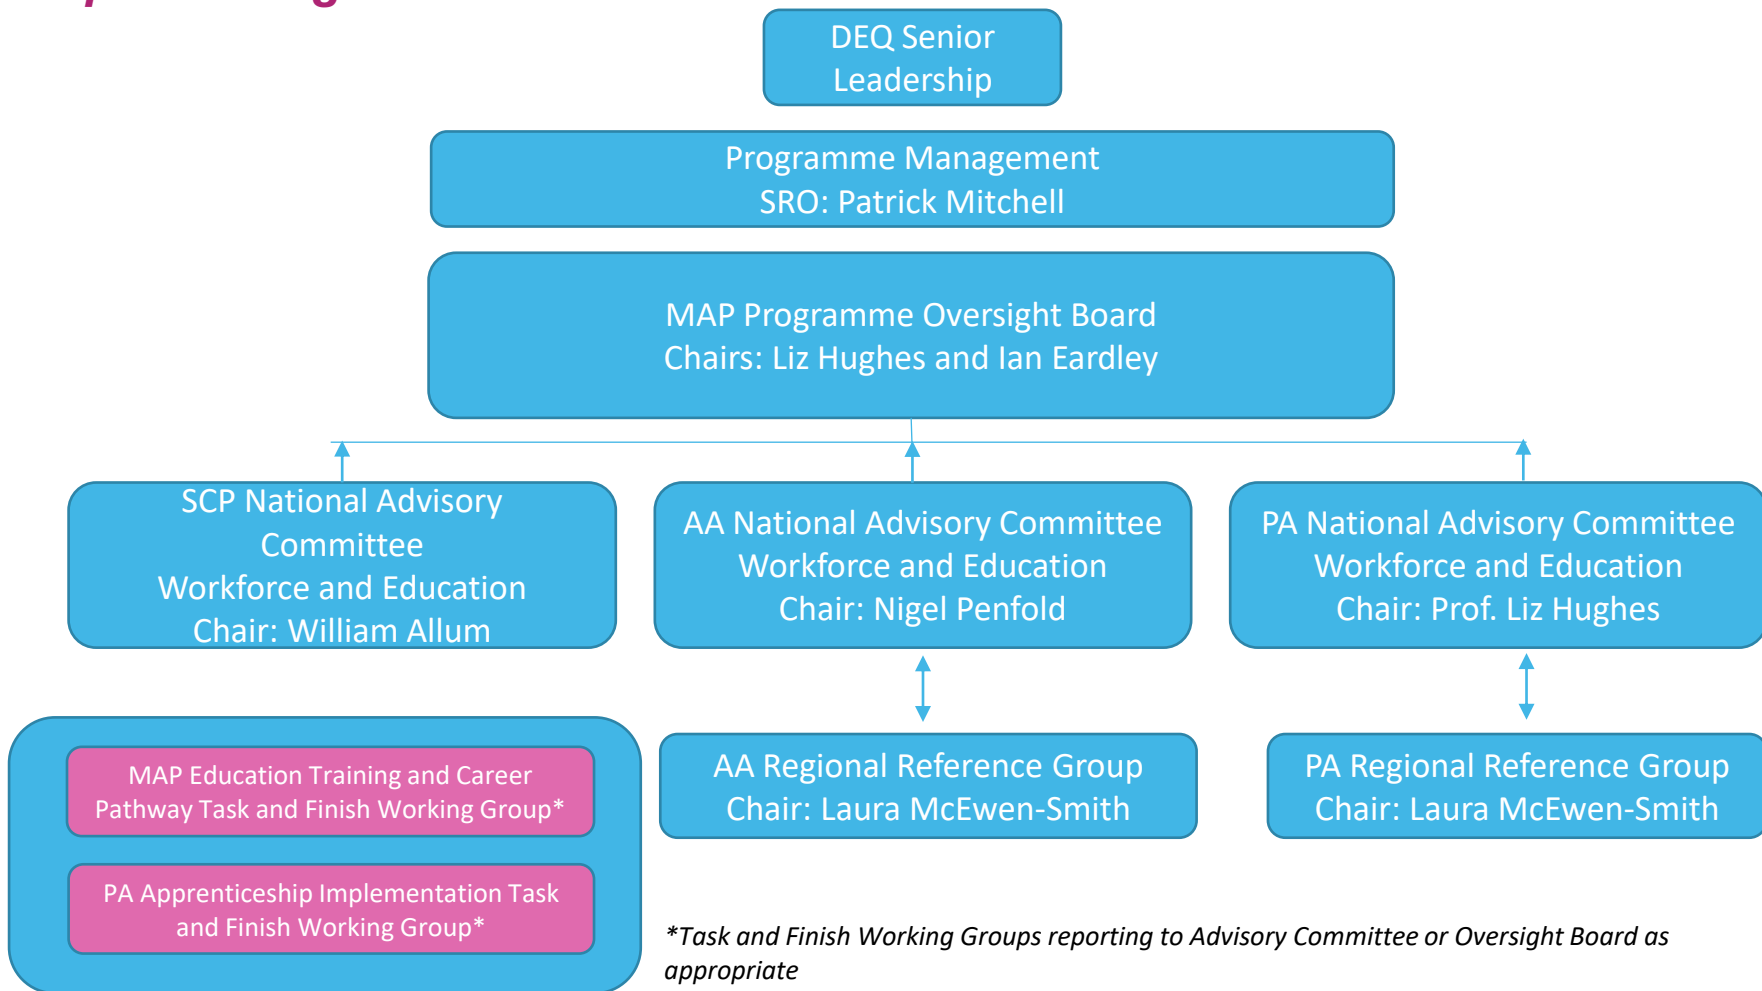 DEQ Senior
Leadership
Programme Management
SRO: Patrick Mitchell
MAP Programme Oversight Board
Chairs: Liz Hughes and Ian Eardley
SCP National Advisory
Committee
Workforce and Education
Chair: William Allum
AA National Advisory Committee
Workforce and Education
Chair: Nigel Penfold
PA National Advisory Committee
Workforce and Education
Chair: Prof. Liz Hughes
MAP Education Training and Career
Pathway Task and Finish Working Group*
PA Apprenticeship Implementation Task
and Finish Working Group*
AA Regional Reference Group
Chair: Laura McEwen-Smith
PA Regional Reference Group
Chair: Laura McEwen-Smith
*Task and Finish Working Groups reporting to Advisory Committee or Oversight Board as
appropriate